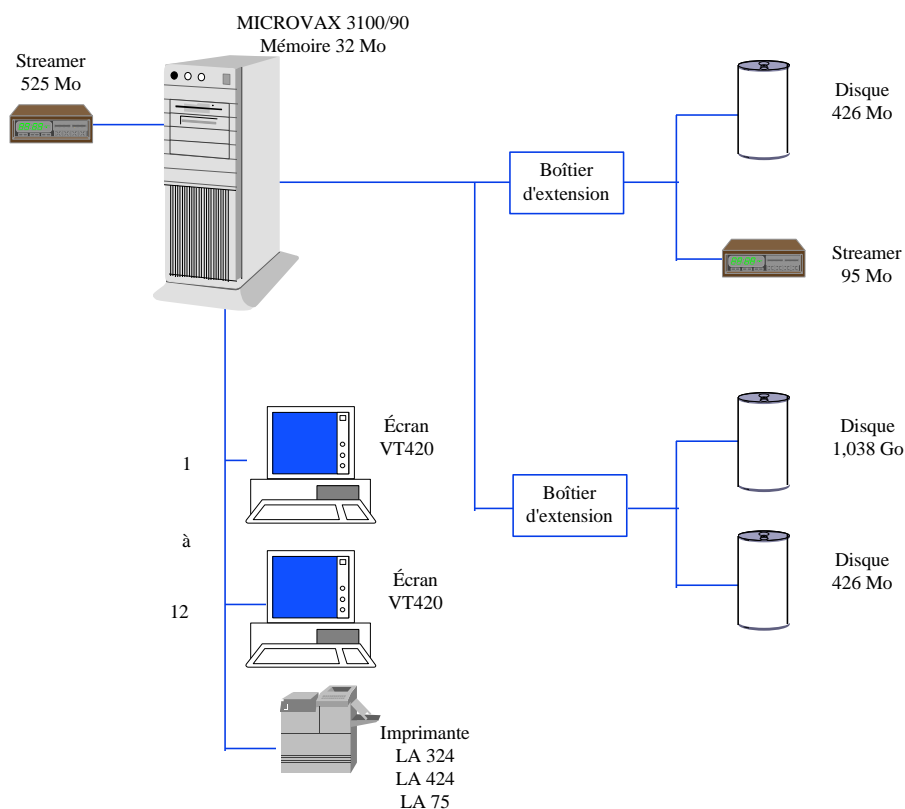 MICROVAX 3100/90
Mémoire 32 Mo
Streamer
525 Mo
Disque
426 Mo
Boîtier
d'extension
Streamer
95 Mo
Écran
VT420
1
Disque
1,038 Go
Boîtier
d'extension
à
Disque
426 Mo
Écran
VT420
12
Imprimante
LA 324
LA 424
LA 75